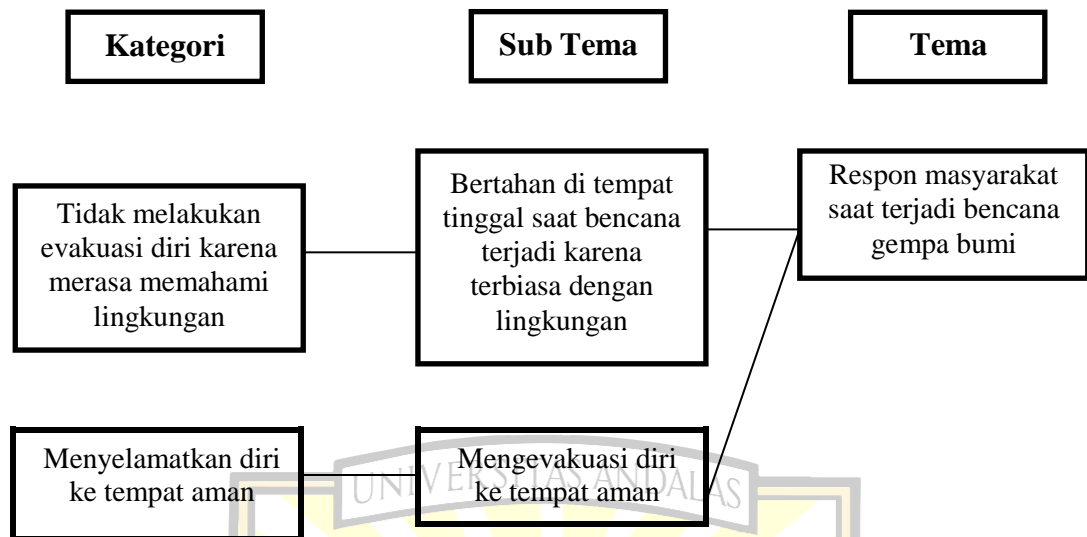 Kategori
Sub Tema
Tema
Tidak melakukan
evakuasi diri karena
merasa memahami
lingkungan
Bertahan di tempat
tinggal saat bencana
terjadi karena
terbiasa dengan
lingkungan
Respon masyarakat
saat terjadi bencana
gempa bumi
Menyelamatkan diri
ke tempat aman
Mengevakuasi diri
ke tempat aman
UNIVERSITAS ANDALAS